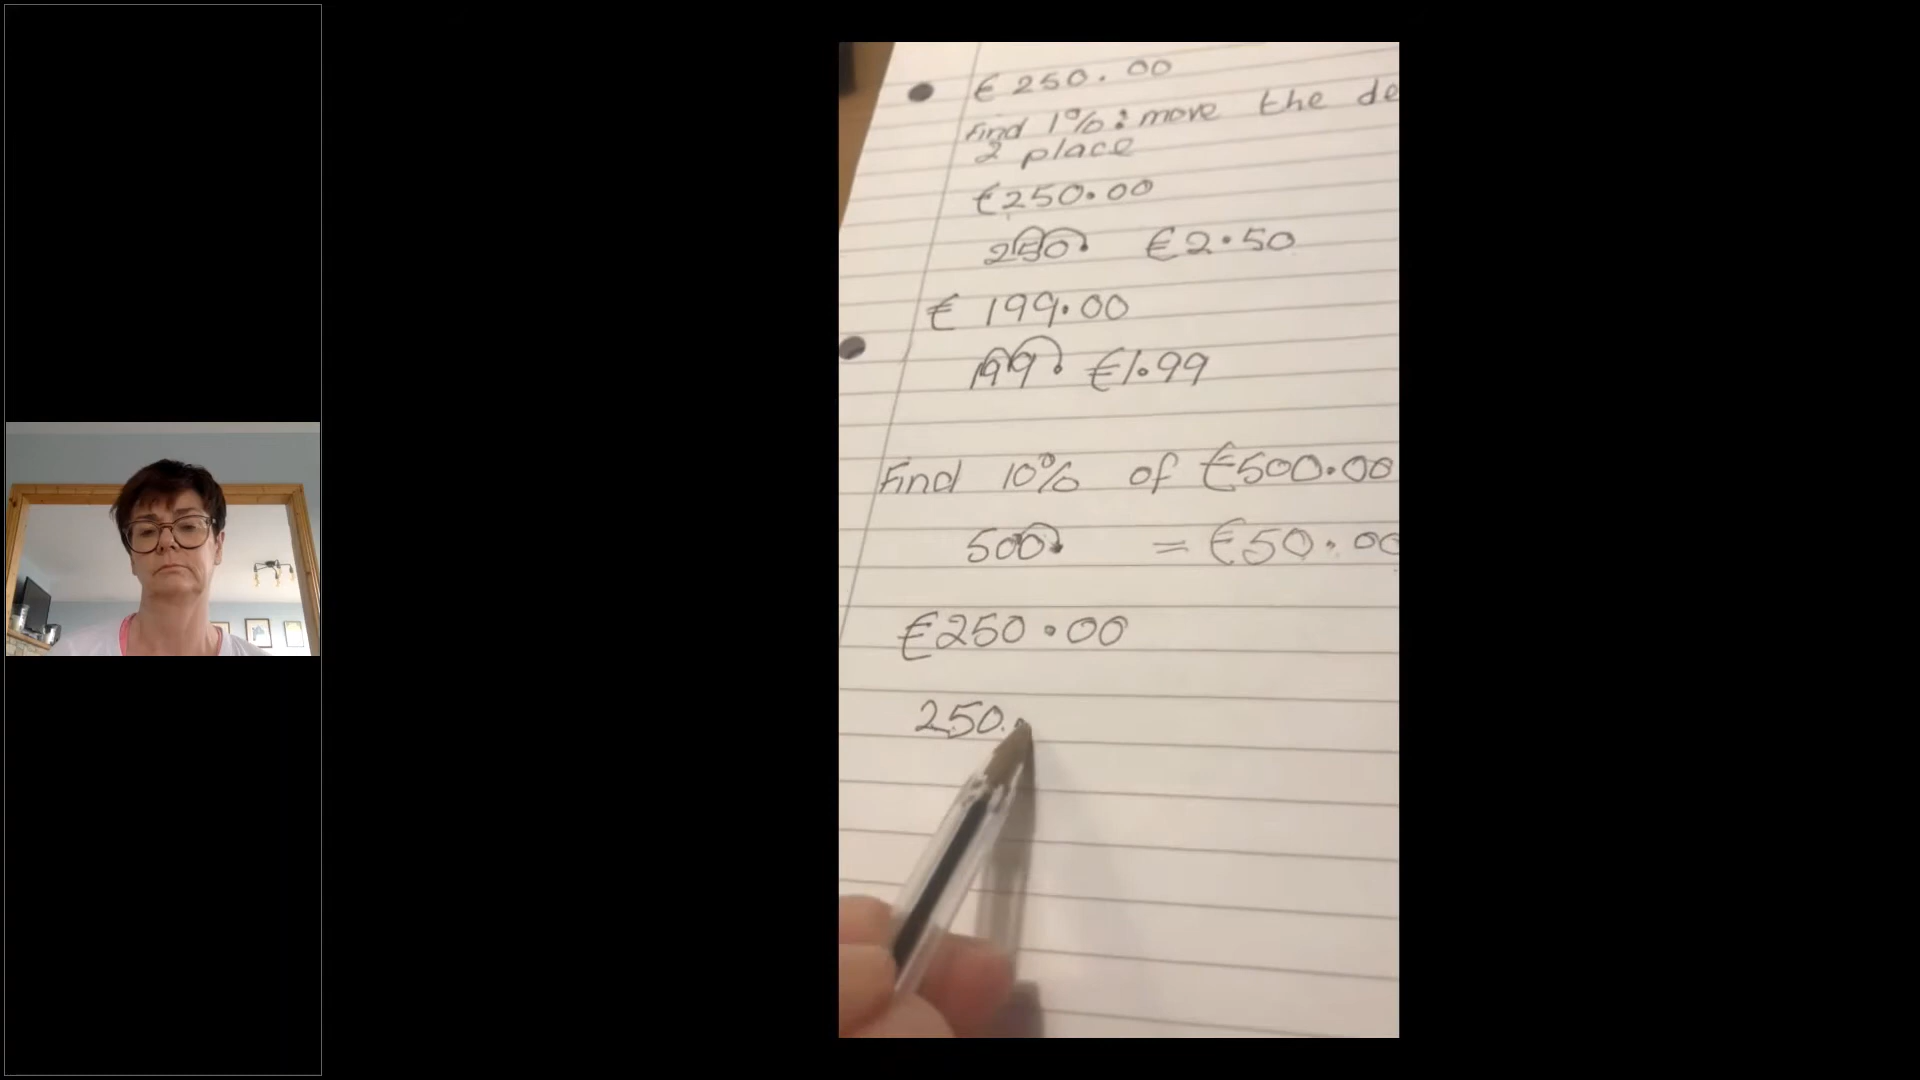 € 250.00
Find 1% : move the de
2 place
€250.00
250. €2.50
€ 199.00
199. €1.99
Find 10% of €500.00
500. = €50.00
€250.00
250.